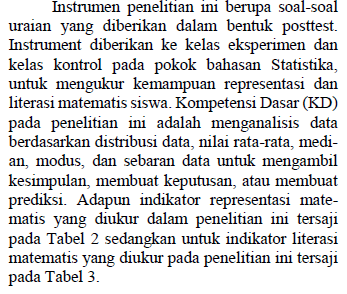 Instrumen penelitian ini berupa soal-soal
uraian yang diberikan dalam bentuk posttest.
Instrument diberikan ke kelas eksperimen dan
kelas kontrol pada pokok bahasan Statistika,
untuk mengukur kemampuan representasi dan
literasi matematis siswa. Kompetensi Dasar (KD)
pada penelitian ini adalah menganalisis data
berdasarkan distribusi data, nilai rata-rata, medi-
an, modus, dan sebaran data untuk mengambil
kesimpulan, membuat keputusan, atau membuat
prediksi. Adapun indikator representasi mate-
matis yang diukur dalam penelitian ini tersaji
pada Tabel 2 sedangkan untuk indikator literasi
matematis yang diukur pada penelitian ini tersaji
pada Tabel 3.